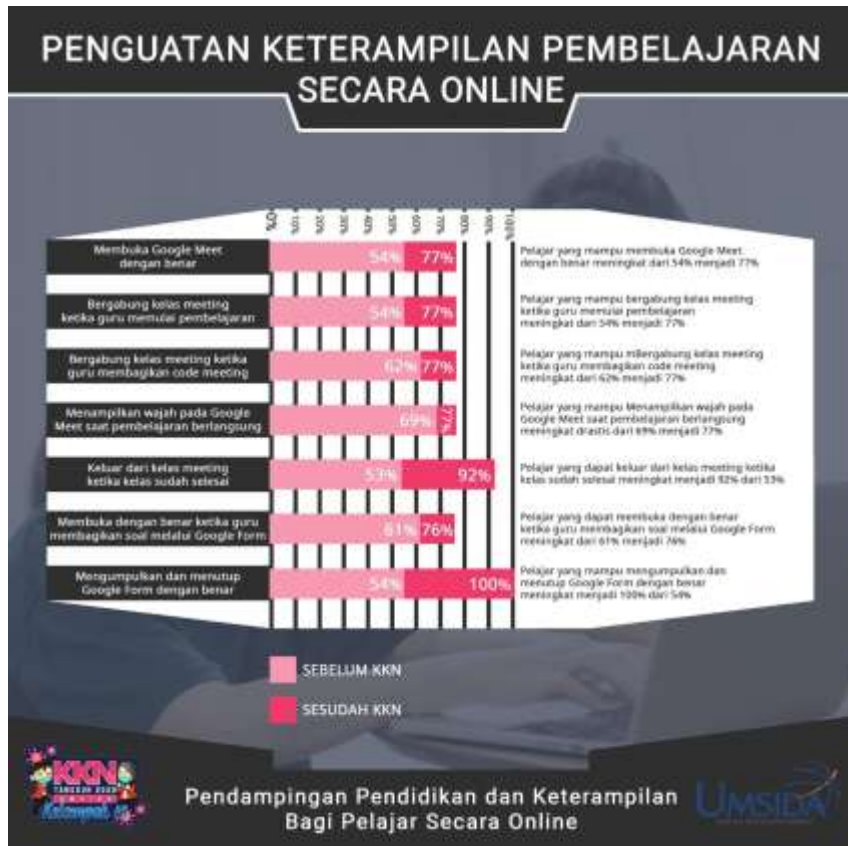 PENGUATAN KETERAMPILAN PEMBELAJARAN
SECARA ONLINE
0%
10%
20%
30%
40%
50%
60%
70%
80%
90%
100%
Membuka Google Meet
dengan benar
54%
77%
Pelajar yang mampu membuka Google Meet
dengan benar meningkat dari 54% menjadi 77%
Bergabung kelas meeting
ketika guru memulai pembelajaran
54%
77%
Pelajar yang mampu bergabung kelas meeting
ketika guru memulai pembelajaran
meningkat dari 54% menjadi 77%
Bergabung kelas meeting ketika
guru membagikan code meeting
62%
77%
Pelajar yang mampu mBergabung kelas meeting
ketika guru membagikan code meeting
meningkat dari 62% menjadi 77%
Menampilkan wajah pada Google
Meet saat pembelajaran berlangsung
69%
77%
Pelajar yang mampu Menampilkan wajah pada
Google Meet saat pembelajaran berlangsung
meningkat drastis dari 69% menjadi 77%
Keluar dari kelas meeting
ketika kelas sudah selesai
53%
92%
Pelajar yang dapat keluar dari kelas meeting ketika
kelas sudah selesai meningkat menjadi 92% dari 53%
Membuka dengan benar ketika guru
membagikan soal melalui Google Form
61%
76%
Pelajar yang dapat membuka dengan benar
ketika guru membagikan soal melalui Google Form
meningkat dari 61% menjadi 76%
Mengumpulkan dan menutup
Google Form dengan benar
54%
100%
Pelajar yang mampu mengumpulkan dan
menutup Google Form dengan benar
meningkat menjadi 100% dari 54%
SEBELUM KKN
SESUDAH KKN
KKN
Kelompok
Pendampingan Pendidikan dan Keterampilan
Bagi Pelajar Secara Online
UMSIDA